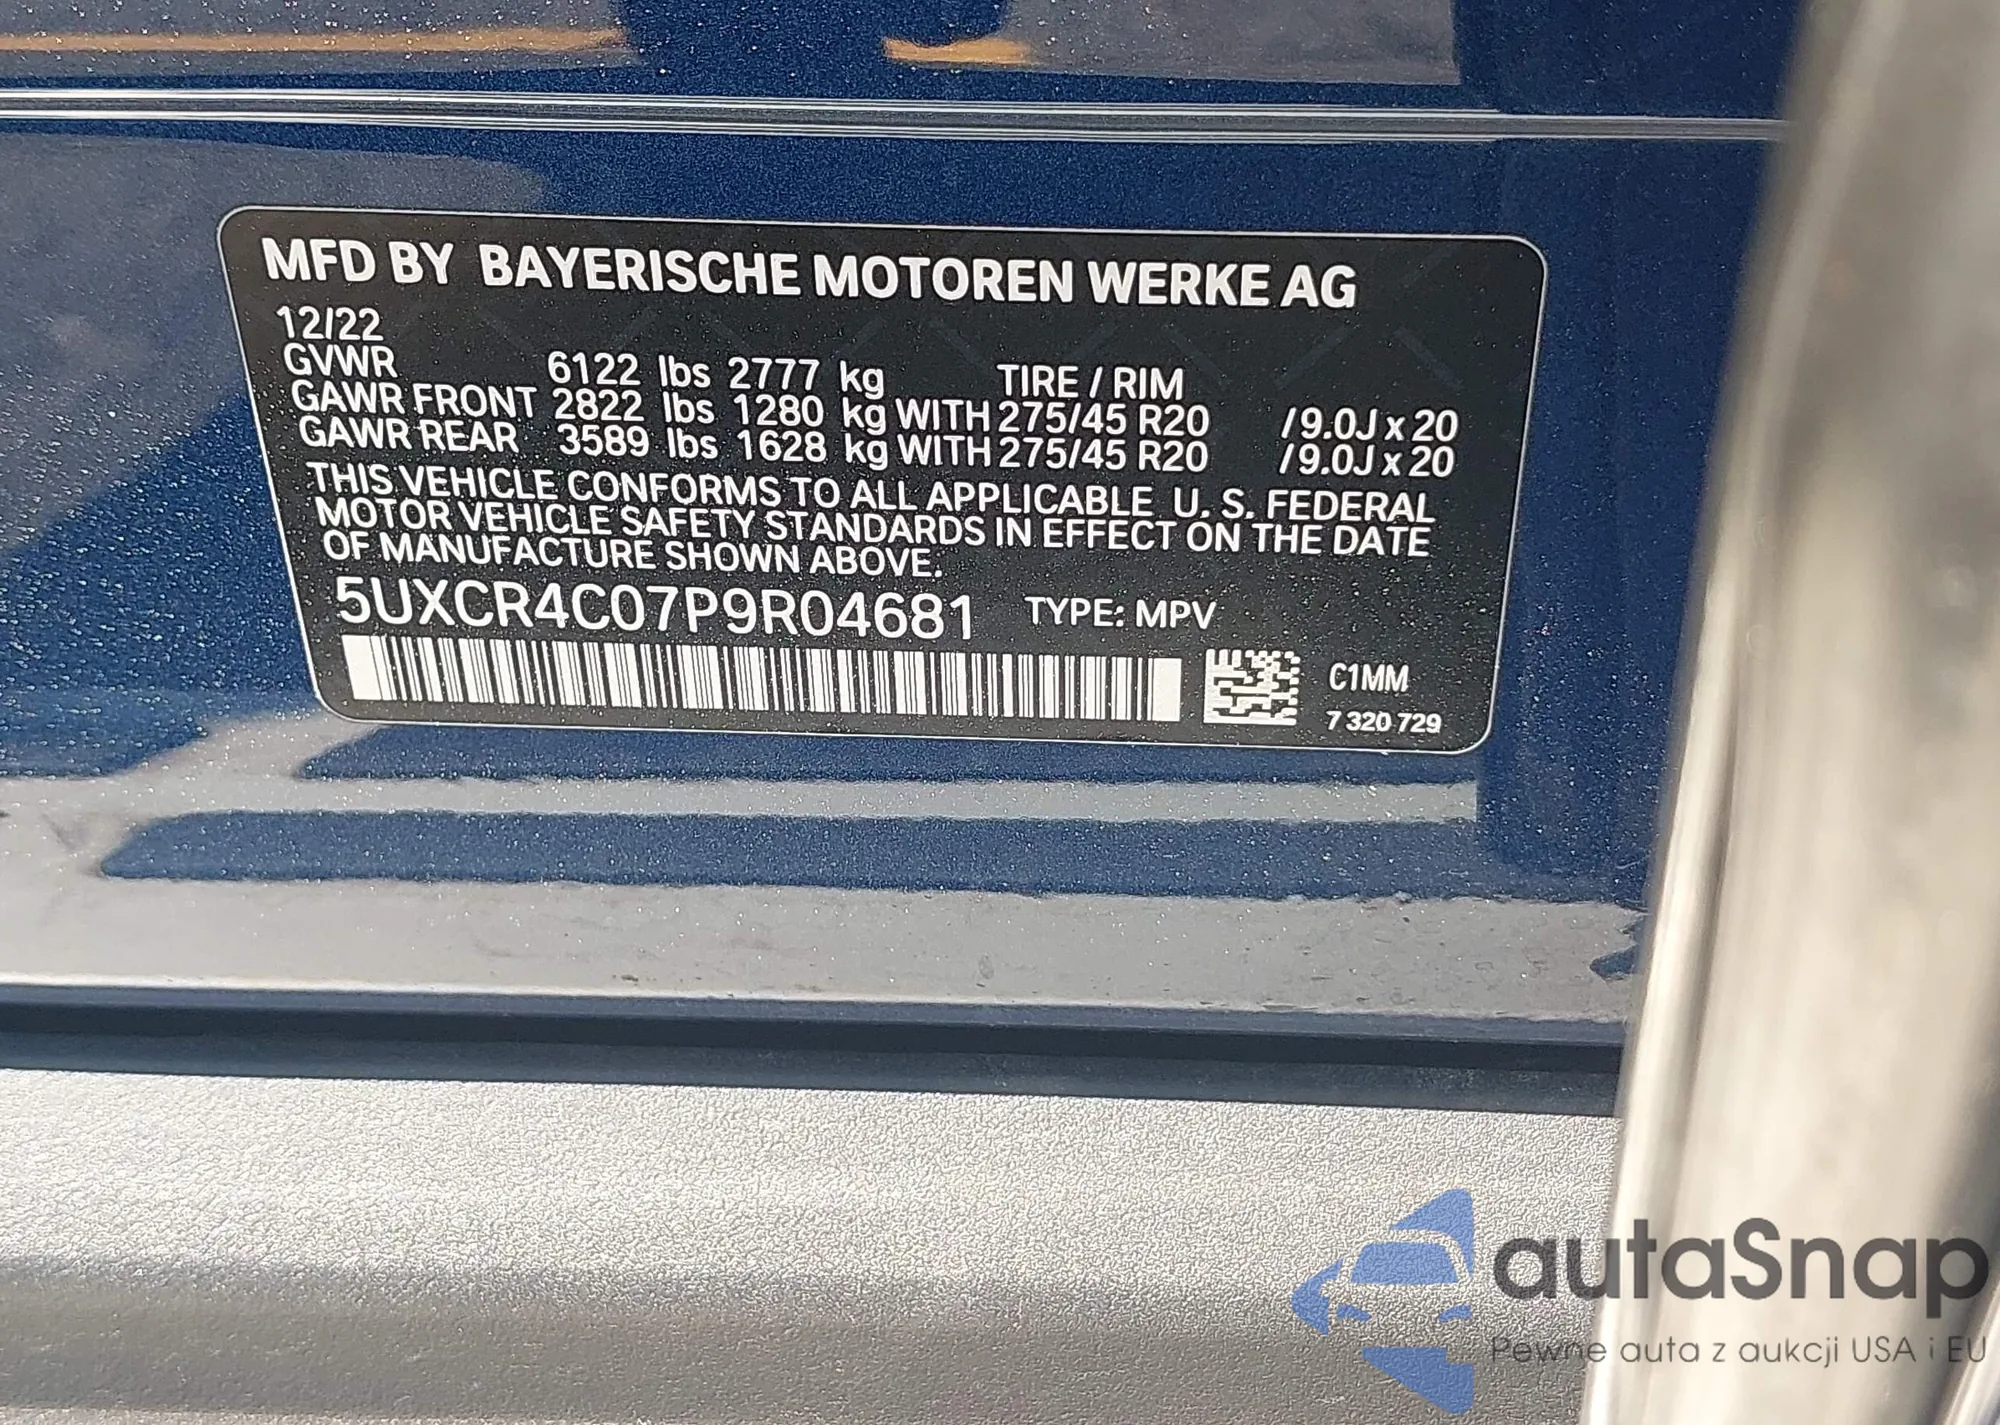 MFD BY BAYERISCHE MOTOREN WERKE AG
12/22
GVWR 6122 lbs 2777 kg TIRE / RIM
GAWR FRONT 2822 lbs 1280 kg WITH 275/45 R20 /9.0J x 20
GAWR REAR 3589 lbs 1628 kg WITH 275/45 R20 /9.0J x 20
THIS VEHICLE CONFORMS TO ALL APPLICABLE U. S. FEDERAL
MOTOR VEHICLE SAFETY STANDARDS IN EFFECT ON THE DATE
OF MANUFACTURE SHOWN ABOVE.
5UXCR4C07P9R04681 TYPE: MPV
C1MM
7 320 729
autaSnap
Pewne auta z aukcji USA i EU